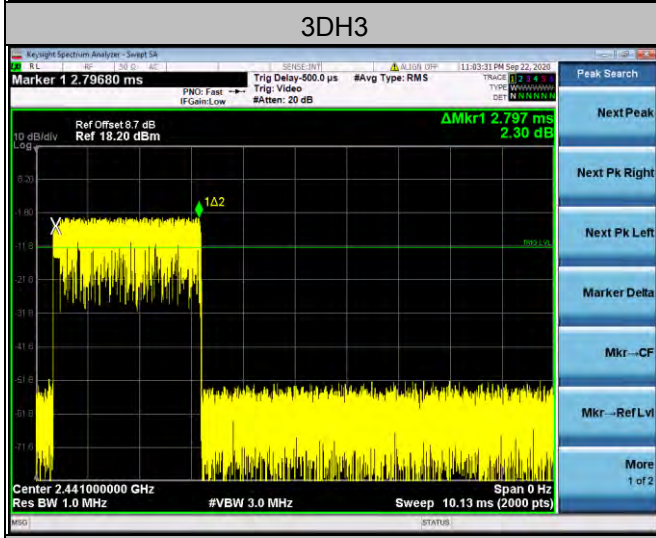 3DH3
Keysight Spectrum Analyzer - Swept SA
RL RF 50 Ω AC SENSE:INT ALIGN OFF 11:03:31 PM Sep 22, 2020
Marker 1 2.79680 ms
PNO: Fast
IFGain:Low
Trig Delay-500.0 µs
Trig: Video
#Atten: 20 dB
#Avg Type: RMS
TRACE 1 2 3 4 5 6
TYPE WWWWWW
DET N N N N N N
Peak Search
Ref Offset 8.7 dB
10 dB/div Ref 18.20 dBm
Log
ΔMkr1 2.797 ms
2.30 dB
8.20
-1.80
1Δ2
X
-11.8
TRIG LVL
-21.8
-31.8
-51.8
-61.8
-71.8
Center 2.441000000 GHz Span 0 Hz
Res BW 1.0 MHz #VBW 3.0 MHz Sweep 10.13 ms (2000 pts)
MSG STATUS
Next Peak
Next Pk Right
Next Pk Left
Marker Delta
Mkr→CF
Mkr→Ref Lvl
More
1 of 2